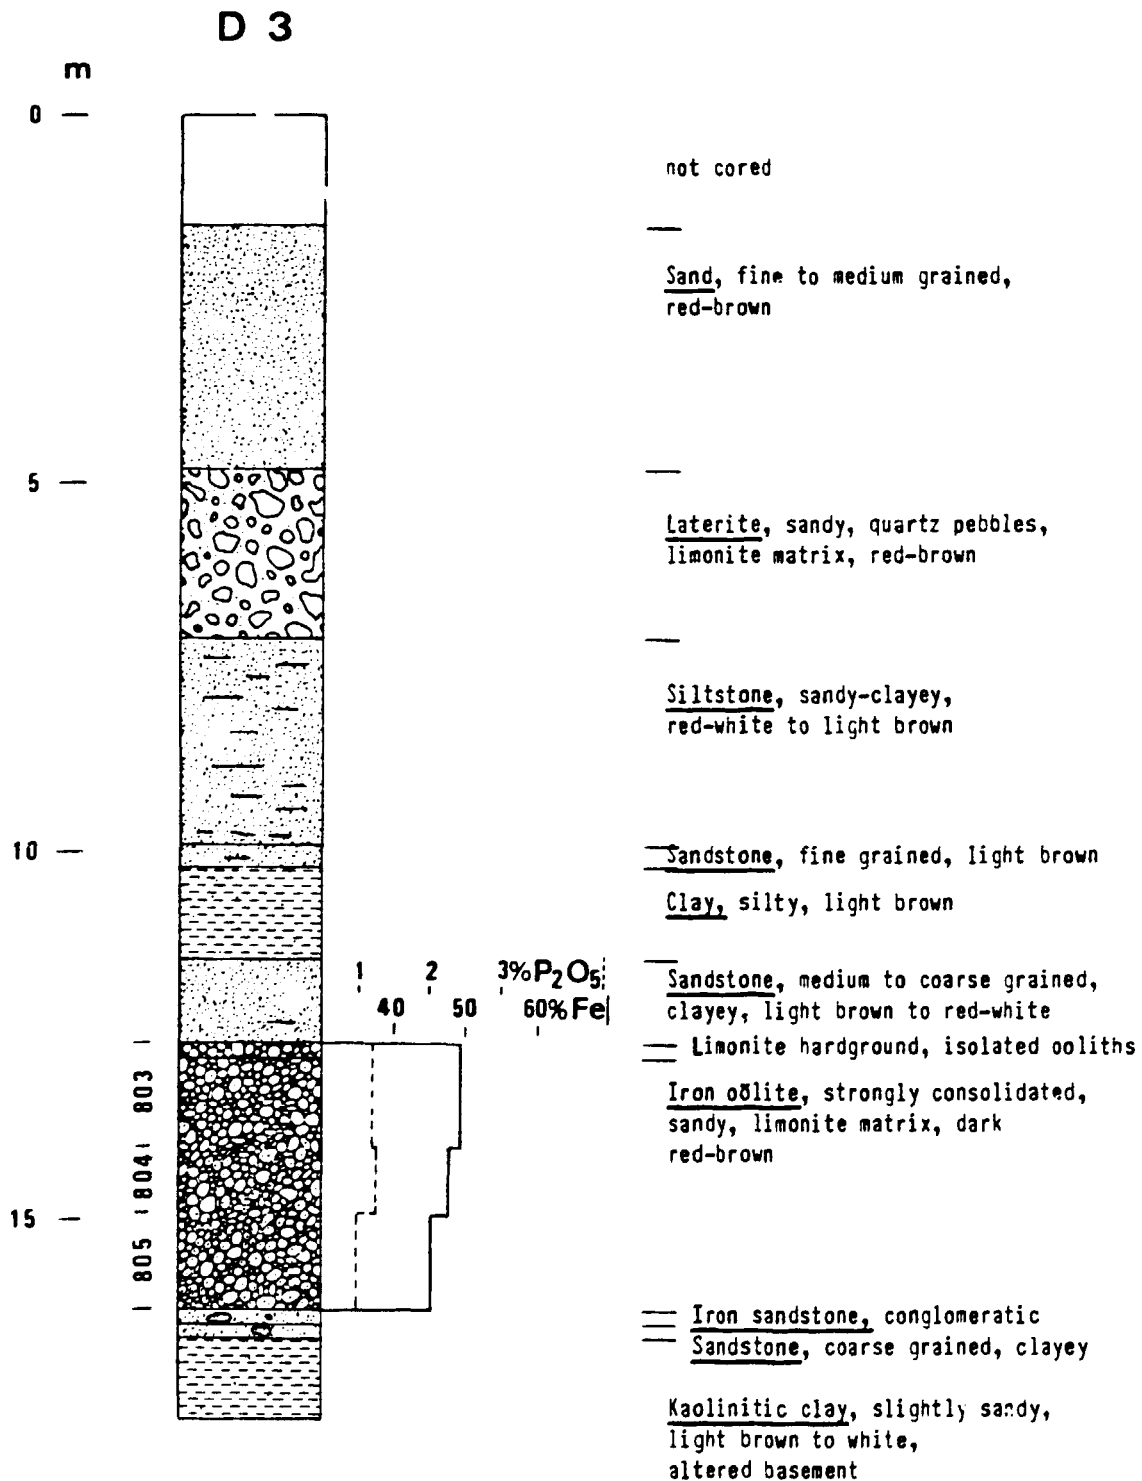 D 3
m
0
not cored
Sand, fine to medium grained,
red-brown
5
Laterite, sandy, quartz pebbles,
limonite matrix, red-brown
Siltstone, sandy-clayey,
red-white to light brown
10
Sandstone, fine grained, light brown
Clay, silty, light brown
1 2 3% P₂O₅
40 50 60% Fe
Sandstone, medium to coarse grained,
clayey, light brown to red-white
Limonite hardground, isolated ooliths
803
Iron oölite, strongly consolidated,
sandy, limonite matrix, dark
red-brown
804
15
805
Iron sandstone, conglomeratic
Sandstone, coarse grained, clayey
Kaolinitic clay, slightly sandy,
light brown to white,
altered basement